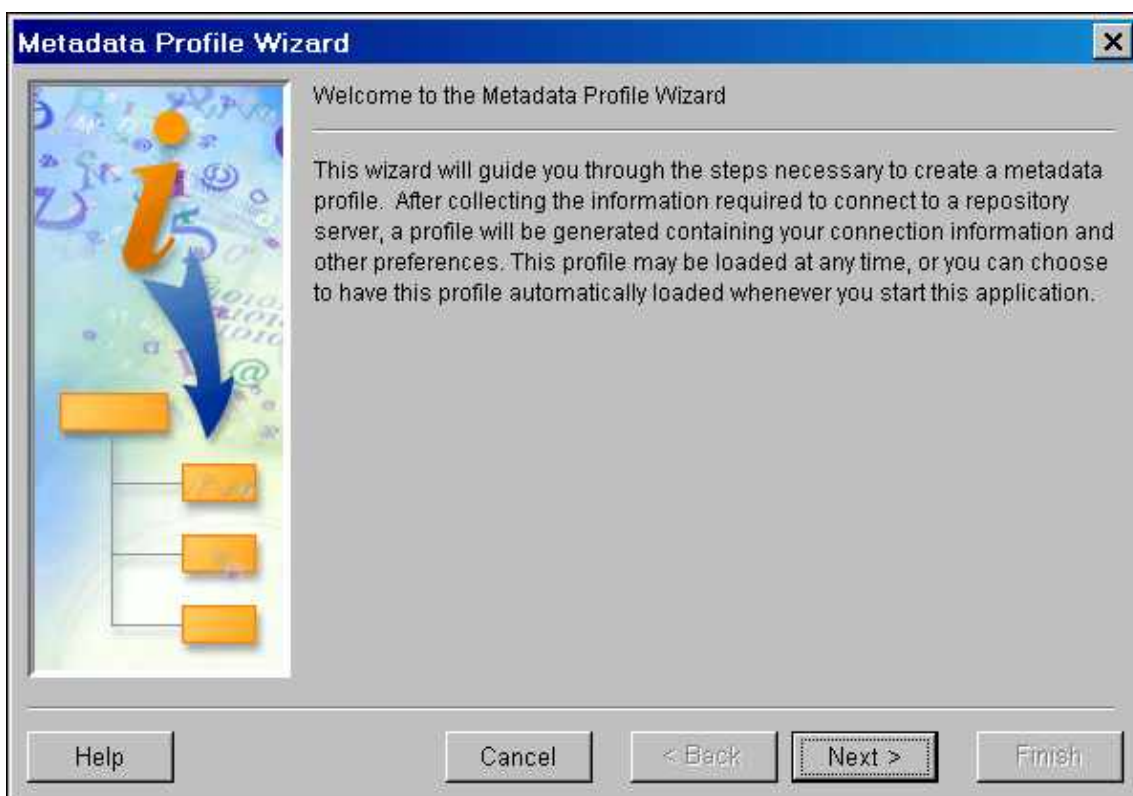 Metadata Profile Wizard
Welcome to the Metadata Profile Wizard
This wizard will guide you through the steps necessary to create a metadata
profile.  After collecting the information required to connect to a repository
server, a profile will be generated containing your connection information and
other preferences. This profile may be loaded at any time, or you can choose
to have this profile automatically loaded whenever you start this application.
Help
Cancel
< Back
Next >
Finish